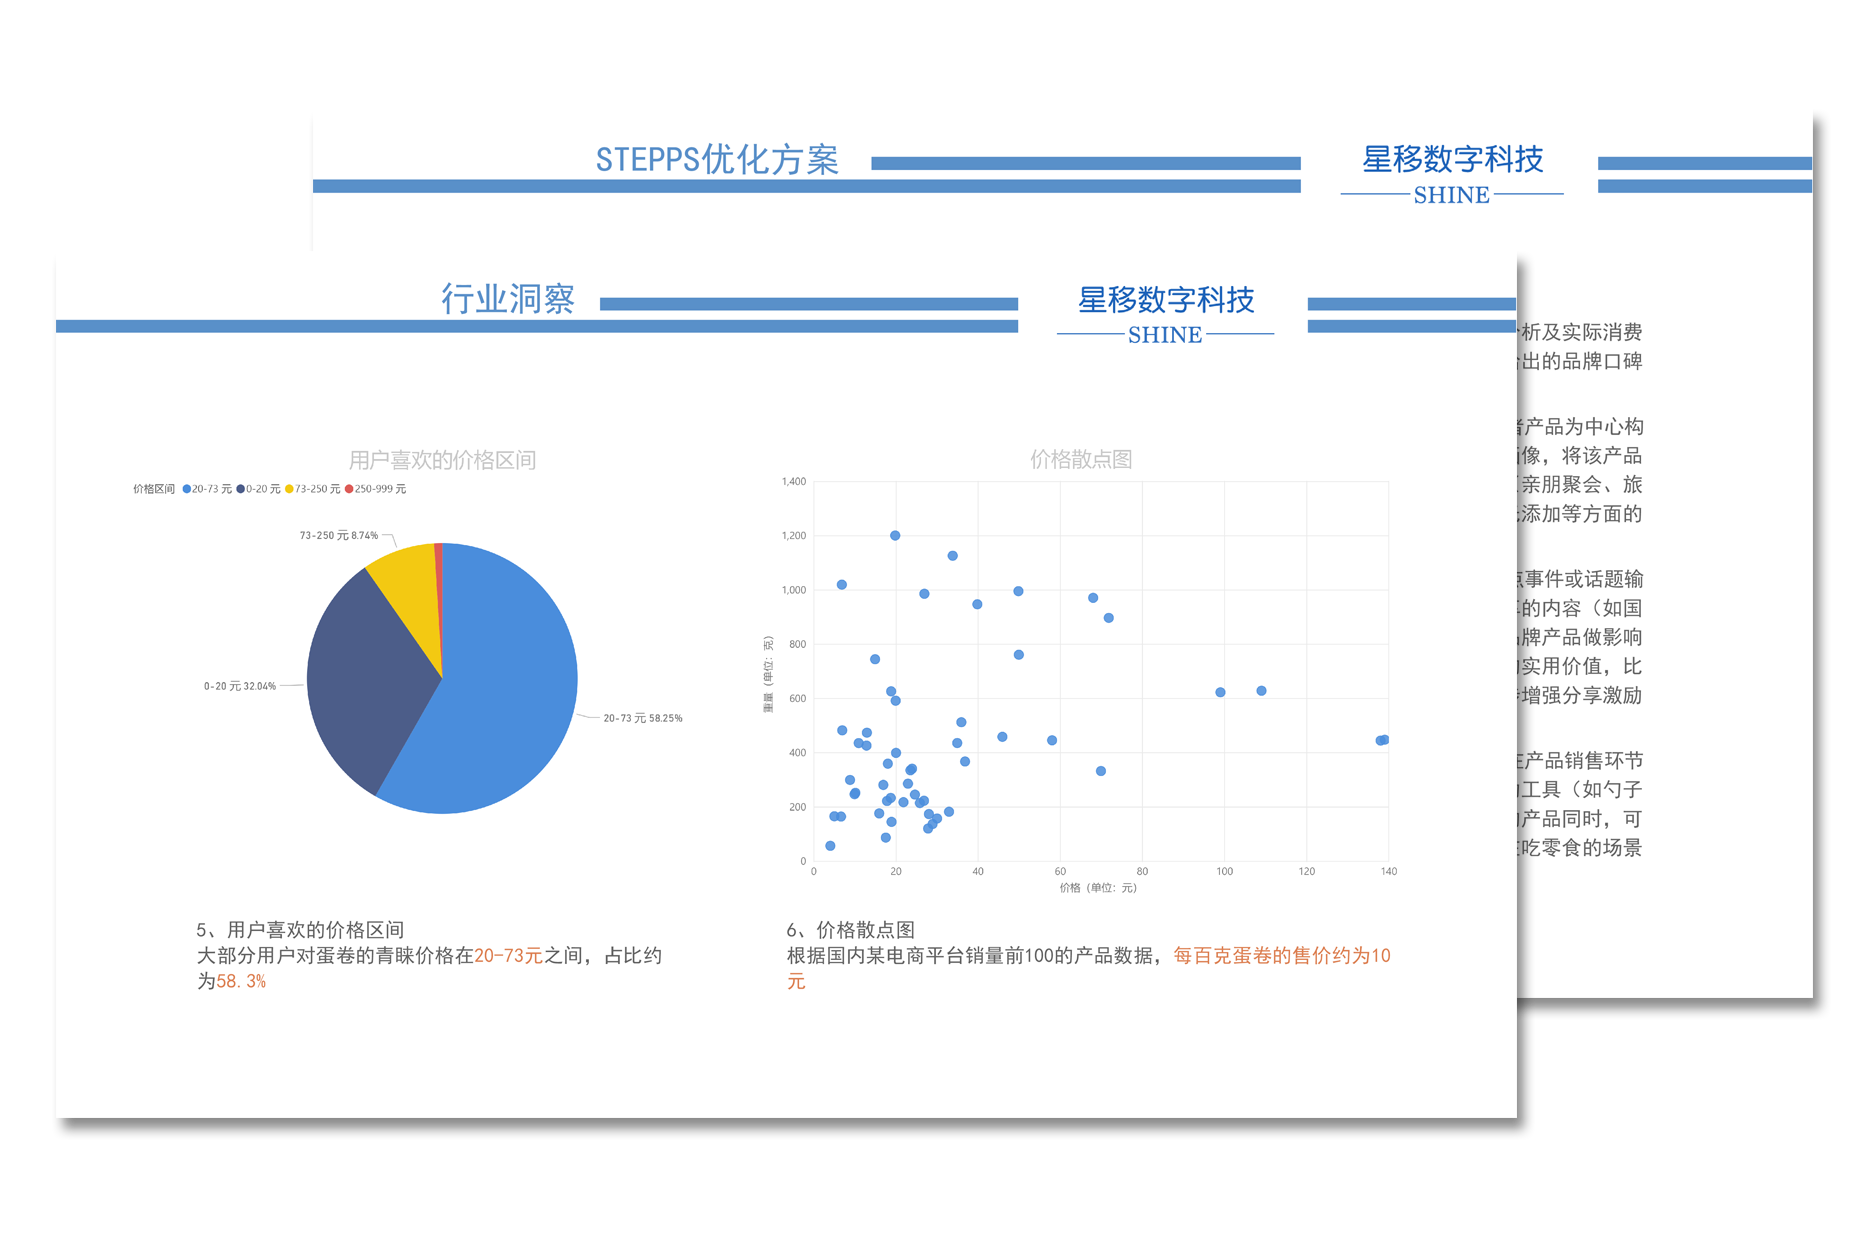 STEPPS优化方案
星移数字科技
SHINE
析及实际消费
出的品牌口碑
产品为中心构
像，将该产品
亲朋聚会、旅
添加等方面的
事件或话题输
的内容（如国
牌产品做影响
实用价值，比
增强分享激励
产品销售环节
工具（如勺子
产品同时，可
吃零食的场景
行业洞察
星移数字科技
SHINE
用户喜欢的价格区间
价格区间 20-73 元 0-20 元 73-250 元 250-999 元
73-250 元 8.74%
0-20 元 32.04%
20-73 元 58.25%
5、用户喜欢的价格区间
大部分用户对蛋卷的青睐价格在20-73元之间，占比约
为58.3%
价格散点图
1,400
1,200
1,000
800
600
400
200
0
重量（单位：克）
0 20 40 60 80 100 120 140
价格（单位：元）
6、价格散点图
根据国内某电商平台销量前100的产品数据，每百克蛋卷的售价约为10
元